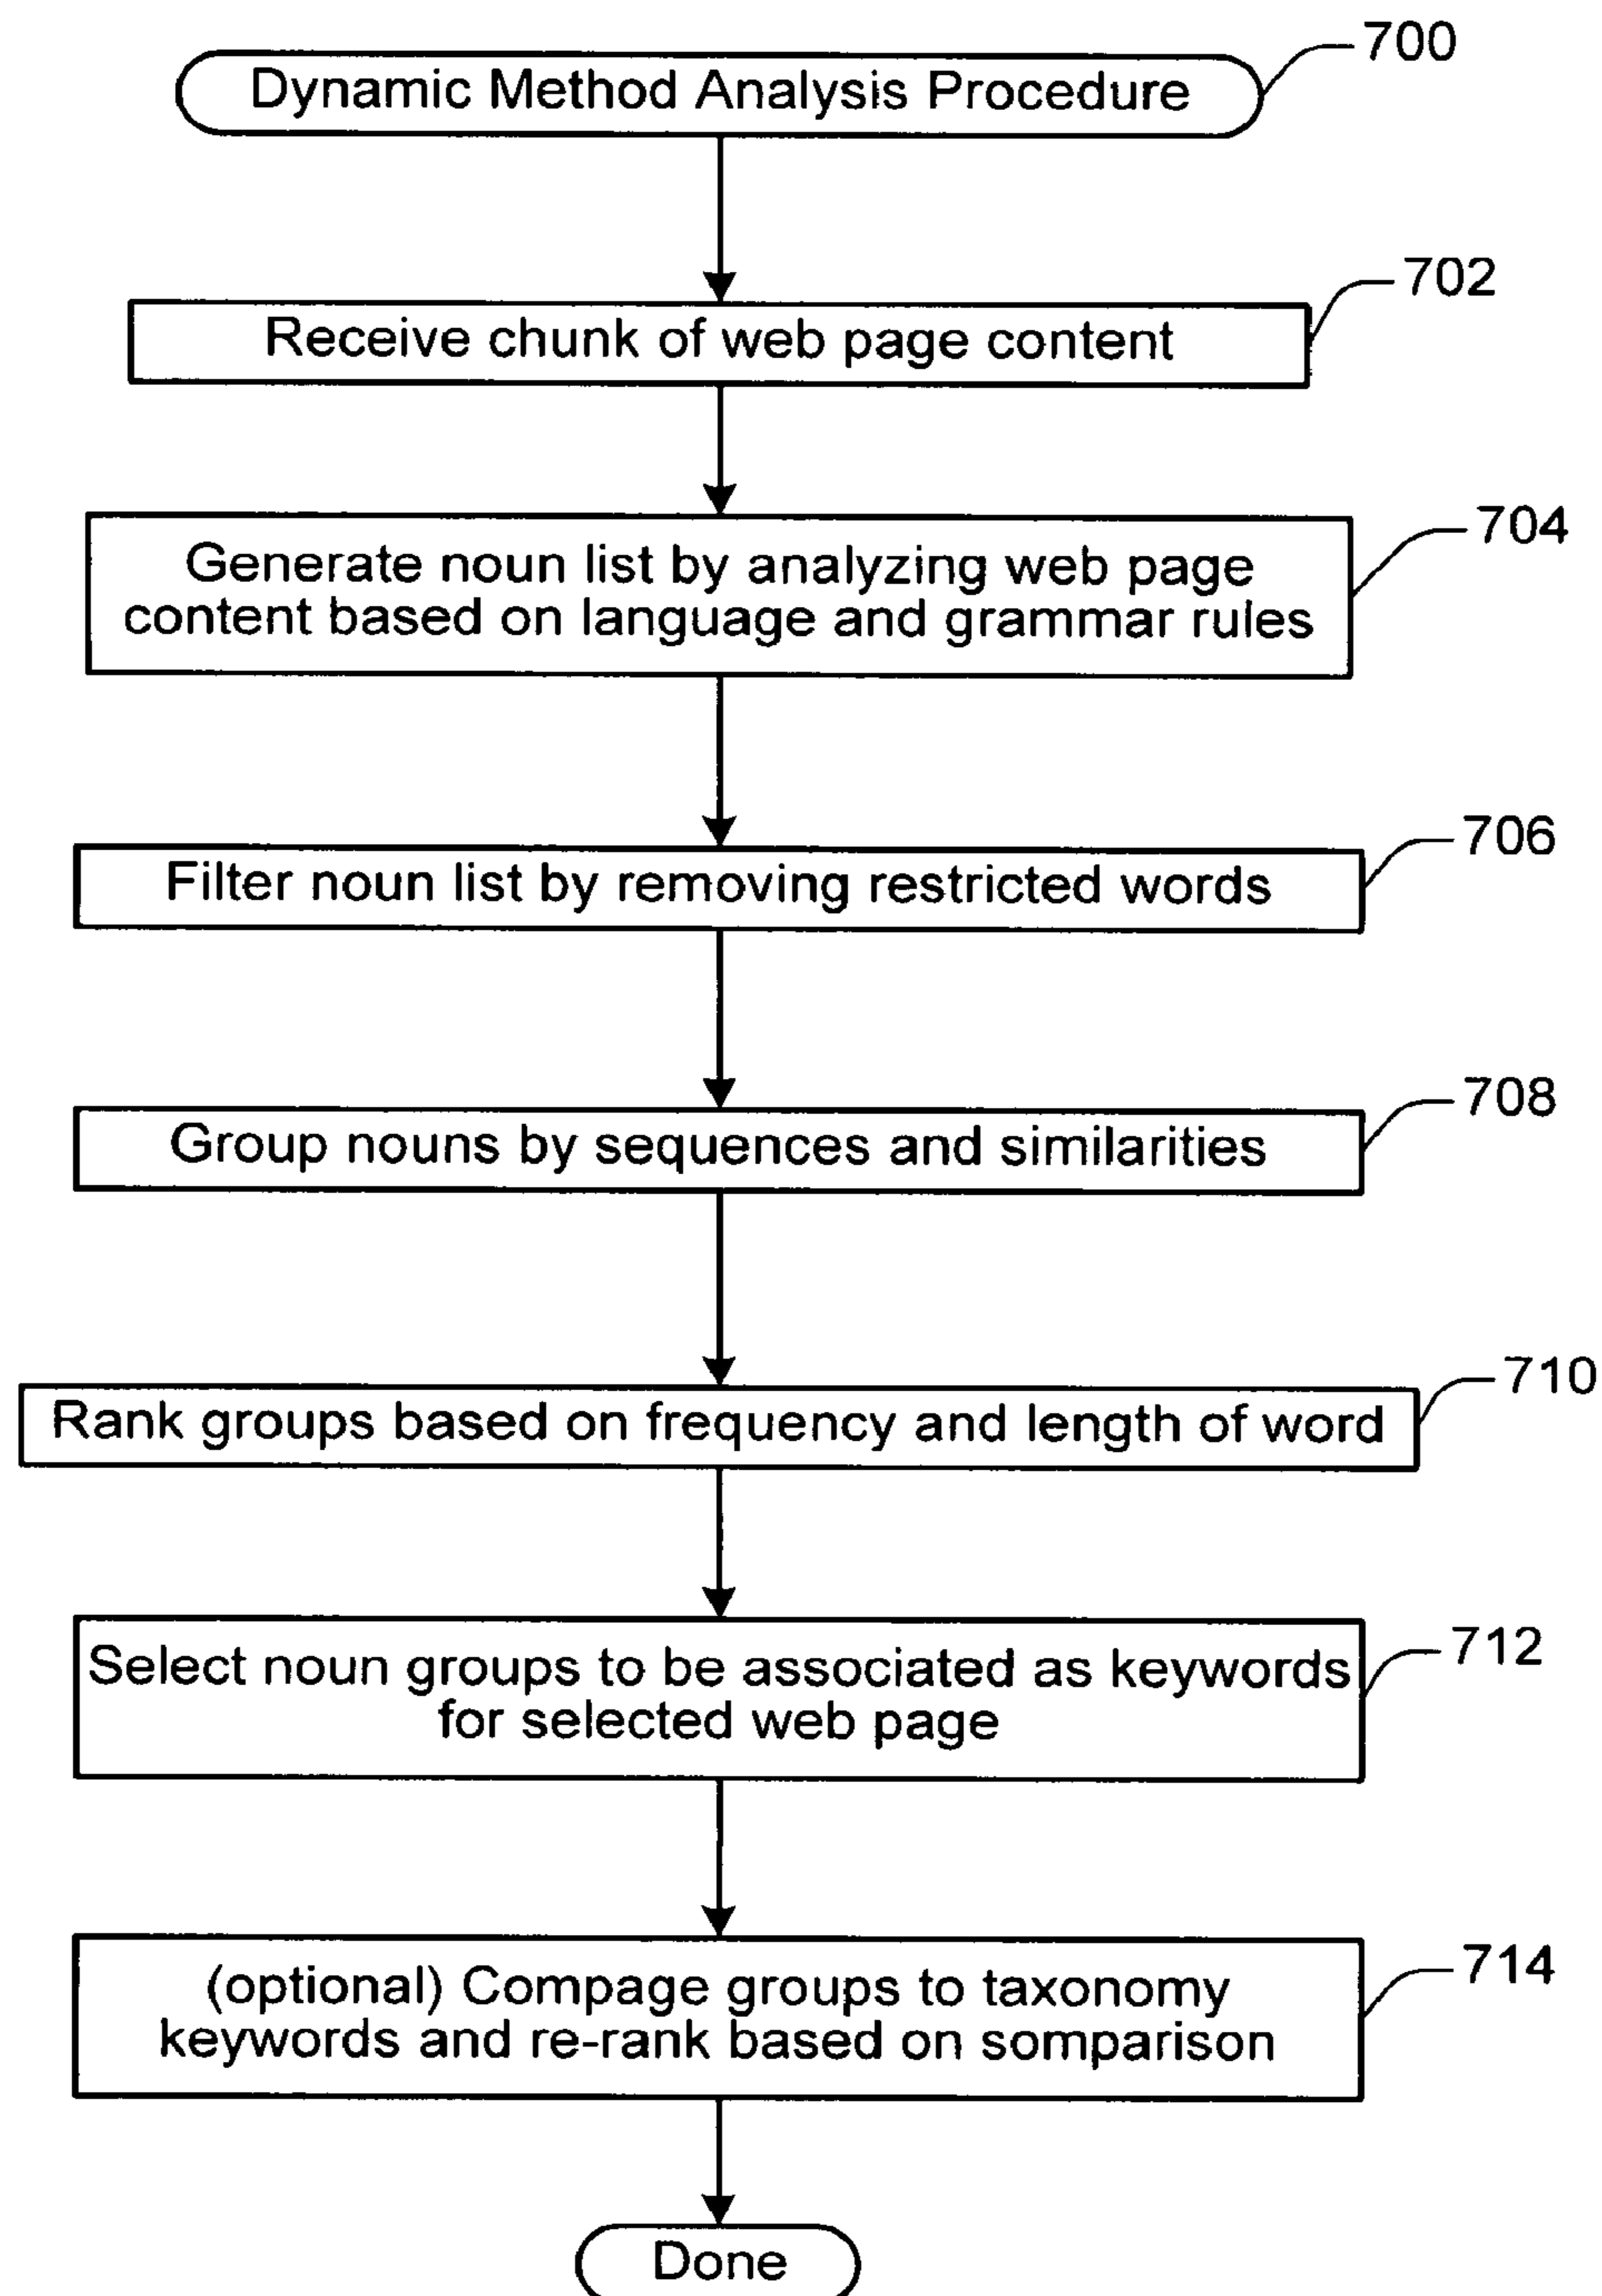 700
Dynamic Method Analysis Procedure
702
Receive chunk of web page content
704
Generate noun list by analyzing web page
content based on language and grammar rules
706
Filter noun list by removing restricted words
708
Group nouns by sequences and similarities
710
Rank groups based on frequency and length of word
712
Select noun groups to be associated as keywords
for selected web page
714
(optional) Compage groups to taxonomy
keywords and re-rank based on somparison
Done